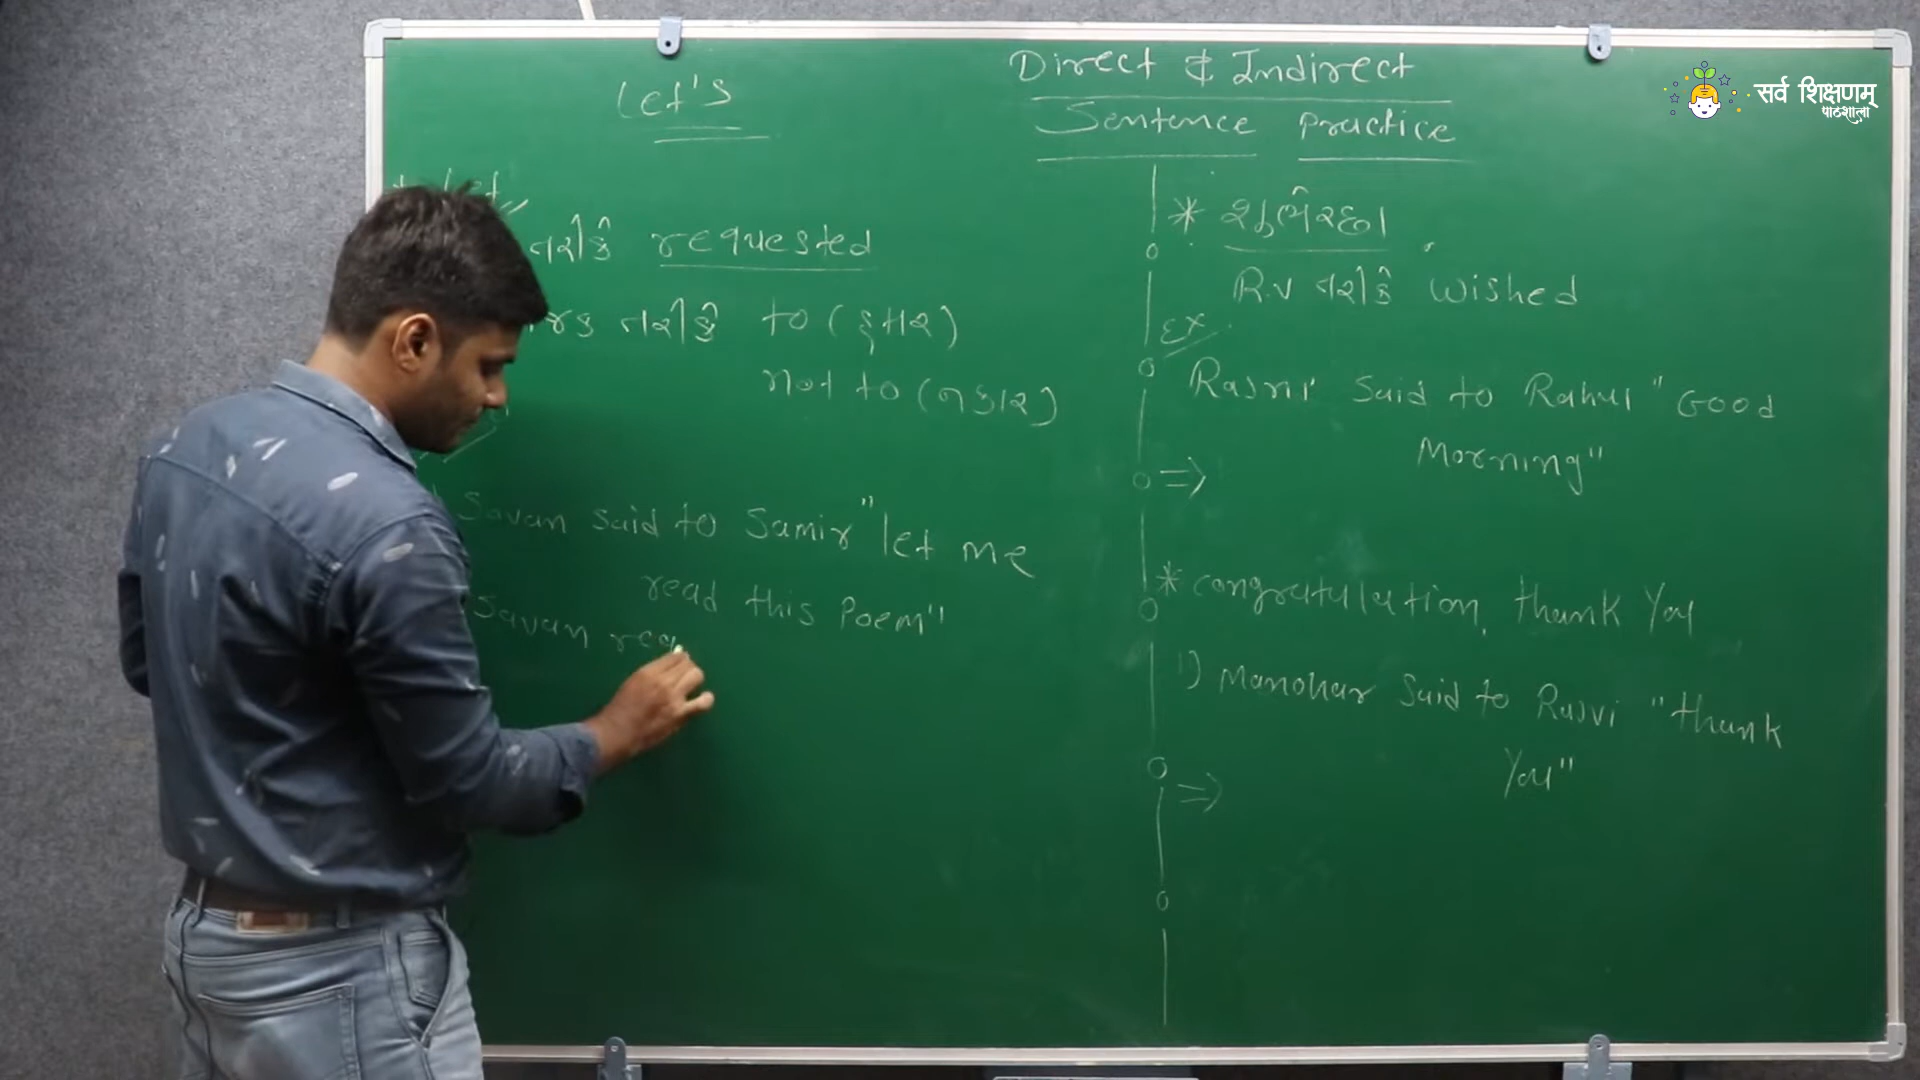 Direct & Indirect
Sentence Practice
सर्व शिक्षणम्
पाठशाला
Let's
Let
તરીકે requested
તરીકે to (હકાર)
not to (નકાર)
Savan said to Samir "let me
read this Poem"
Savan req
* શુભેચ્છા
R.V તરીકે wished
Ex
Rasmi said to Rahul "Good
Morning"
=>
* congratulation, thank You
1) Manohar said to Rajvi "thank
You"
=>